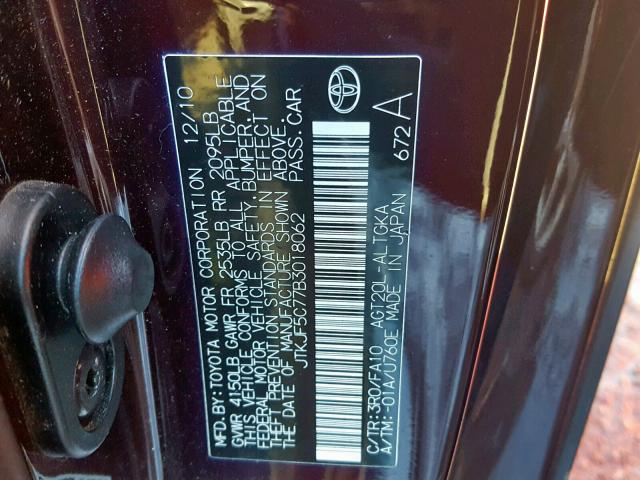 MFD. BY: TOYOTA MOTOR CORPORATION 12/10
GVWR 4150LB GAWR FR 2535LB RR 2095LB
THIS VEHICLE CONFORMS TO ALL APPLICABLE
FEDERAL MOTOR VEHICLE SAFETY, BUMPER, AND
THEFT PREVENTION STANDARDS IN EFFECT ON
THE DATE OF MANUFACTURE SHOWN ABOVE.
JTKJF5C77B3018062 PASS. CAR
C/TR: 3R0/FA10 AGT20L-ALTGKA
A/TM: -01A/U760E MADE IN JAPAN
672 A